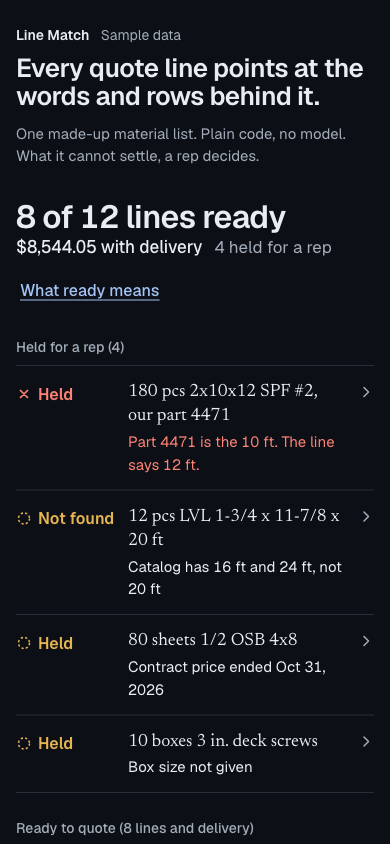 Line Match Sample data
Every quote line points at the
words and rows behind it.
One made-up material list. Plain code, no model.
What it cannot settle, a rep decides.
8 of 12 lines ready
$8,544.05 with delivery 4 held for a rep
What ready means
Held for a rep (4)
Held
180 pcs 2x10x12 SPF #2,
our part 4471
Part 4471 is the 10 ft. The line
says 12 ft.
Not found
12 pcs LVL 1-3/4 x 11-7/8 x
20 ft
Catalog has 16 ft and 24 ft, not
20 ft
Held
80 sheets 1/2 OSB 4x8
Contract price ended Oct 31,
2026
Held
10 boxes 3 in. deck screws
Box size not given
Ready to quote (8 lines and delivery)